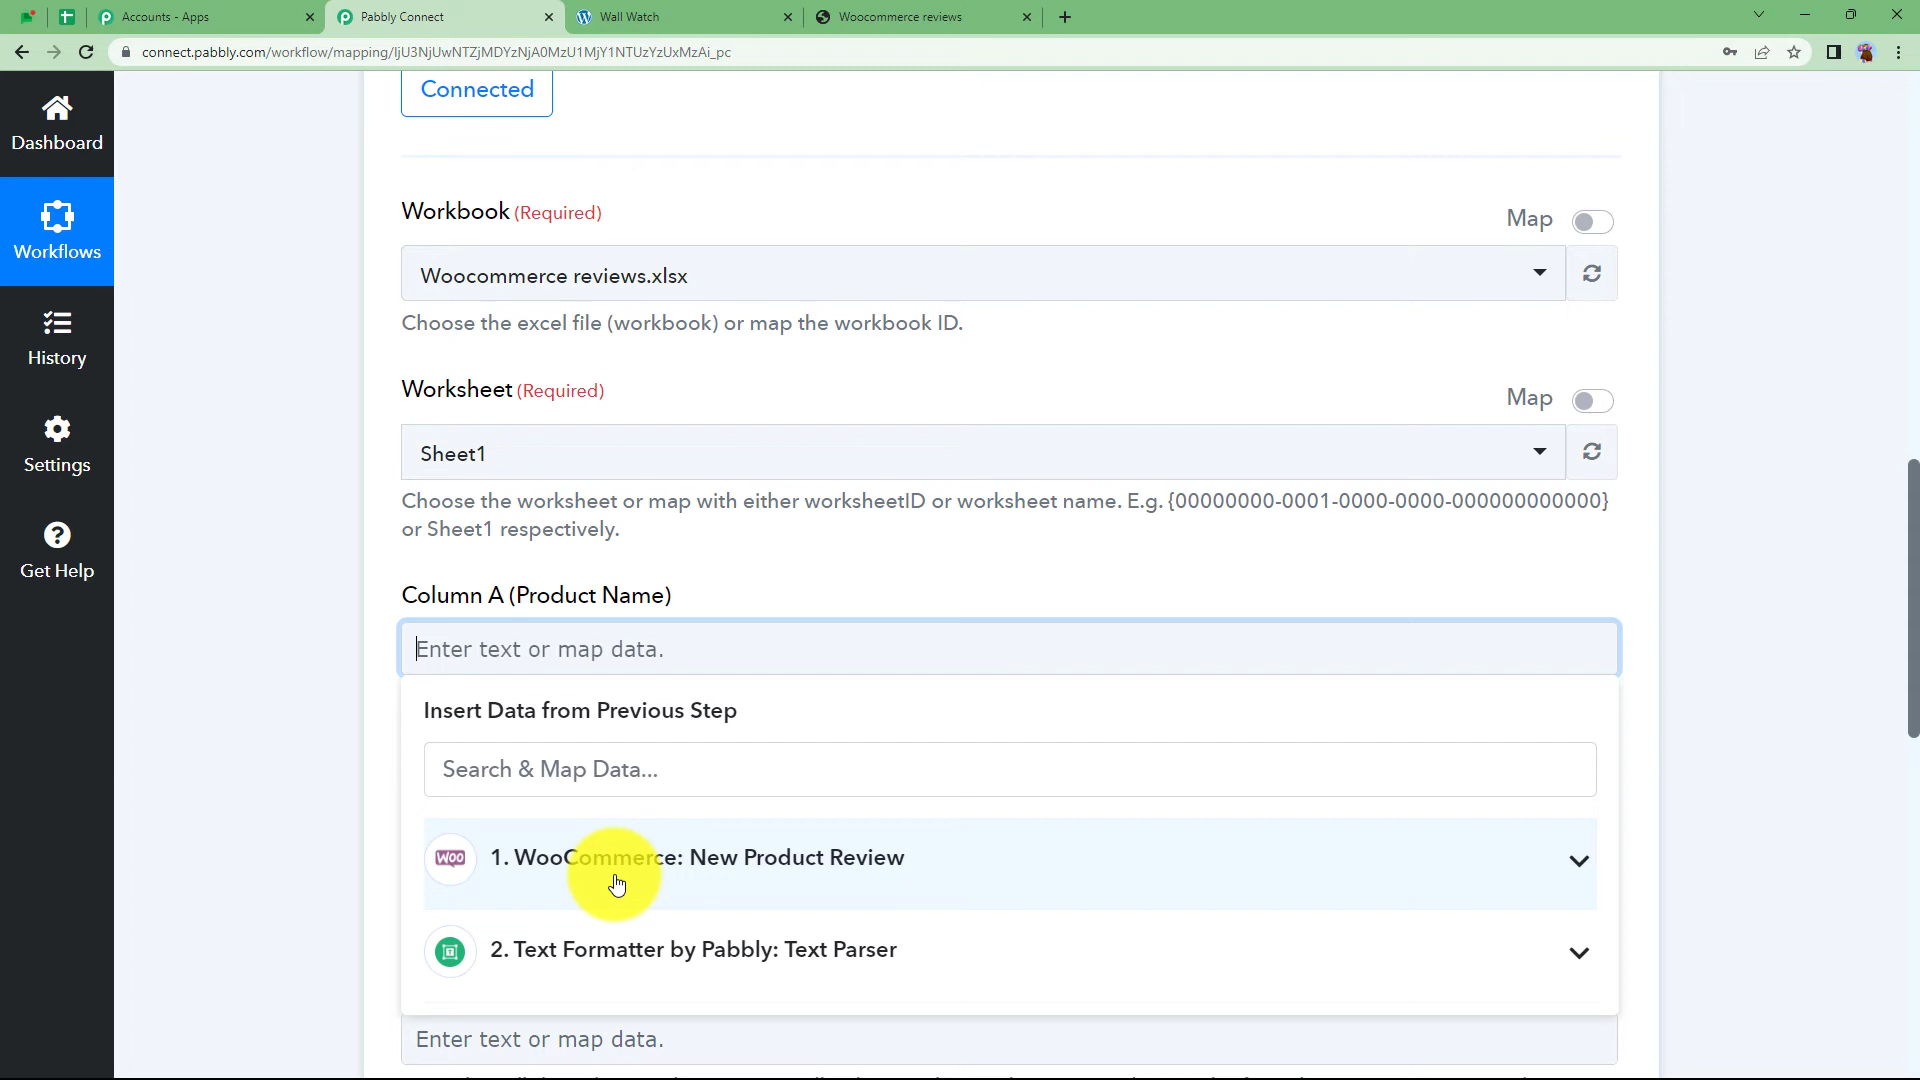 Accounts - Apps
Pabbly Connect
Wall Watch
Woocommerce reviews
connect.pabbly.com/workflow/mapping/IjU3NjUwNTZjMDYzNjA0MzU1MjY1NTUzYzUxMzAi_pc
Connected
Dashboard
Workflows
History
Settings
Get Help
Workbook (Required)
Map
Woocommerce reviews.xlsx
Choose the excel file (workbook) or map the workbook ID.
Worksheet (Required)
Map
Sheet1
Choose the worksheet or map with either worksheetID or worksheet name. E.g. {00000000-0001-0000-0000-000000000000}
or Sheet1 respectively.
Column A (Product Name)
Enter text or map data.
Insert Data from Previous Step
Search & Map Data...
WOO
1. WooCommerce: New Product Review
2. Text Formatter by Pabbly: Text Parser
Enter text or map data.